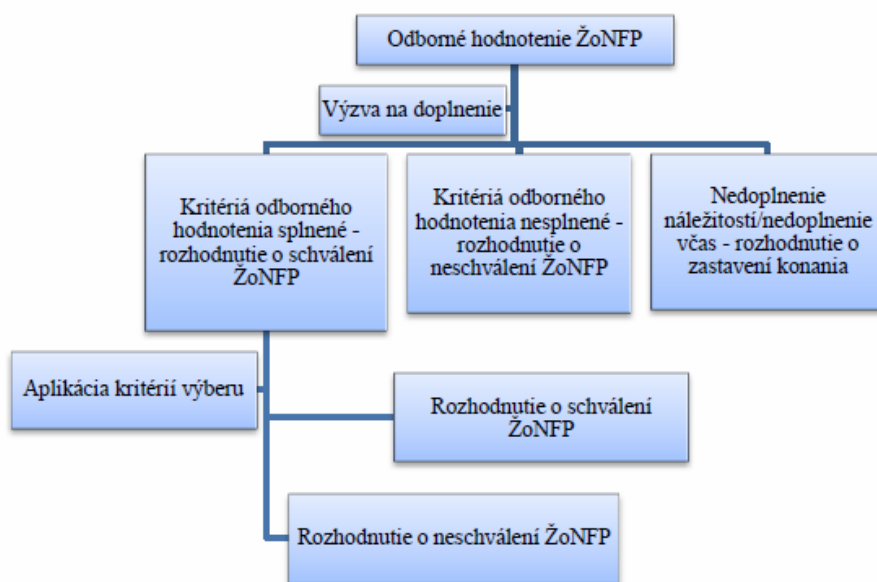 Odborné hodnotenie ŽoNFP
Výzva na doplnenie
Kritériá odborného
hodnotenia splnené -
rozhodnutie o schválení
ŽoNFP
Kritériá odborného
hodnotenia nesplnené -
rozhodnutie o
neschválení ŽoNFP
Nedoplnenie
náležitostí/nedoplnenie
včas - rozhodnutie o
zastavení konania
Aplikácia kritérií výberu
Rozhodnutie o schválení
ŽoNFP
Rozhodnutie o neschválení ŽoNFP